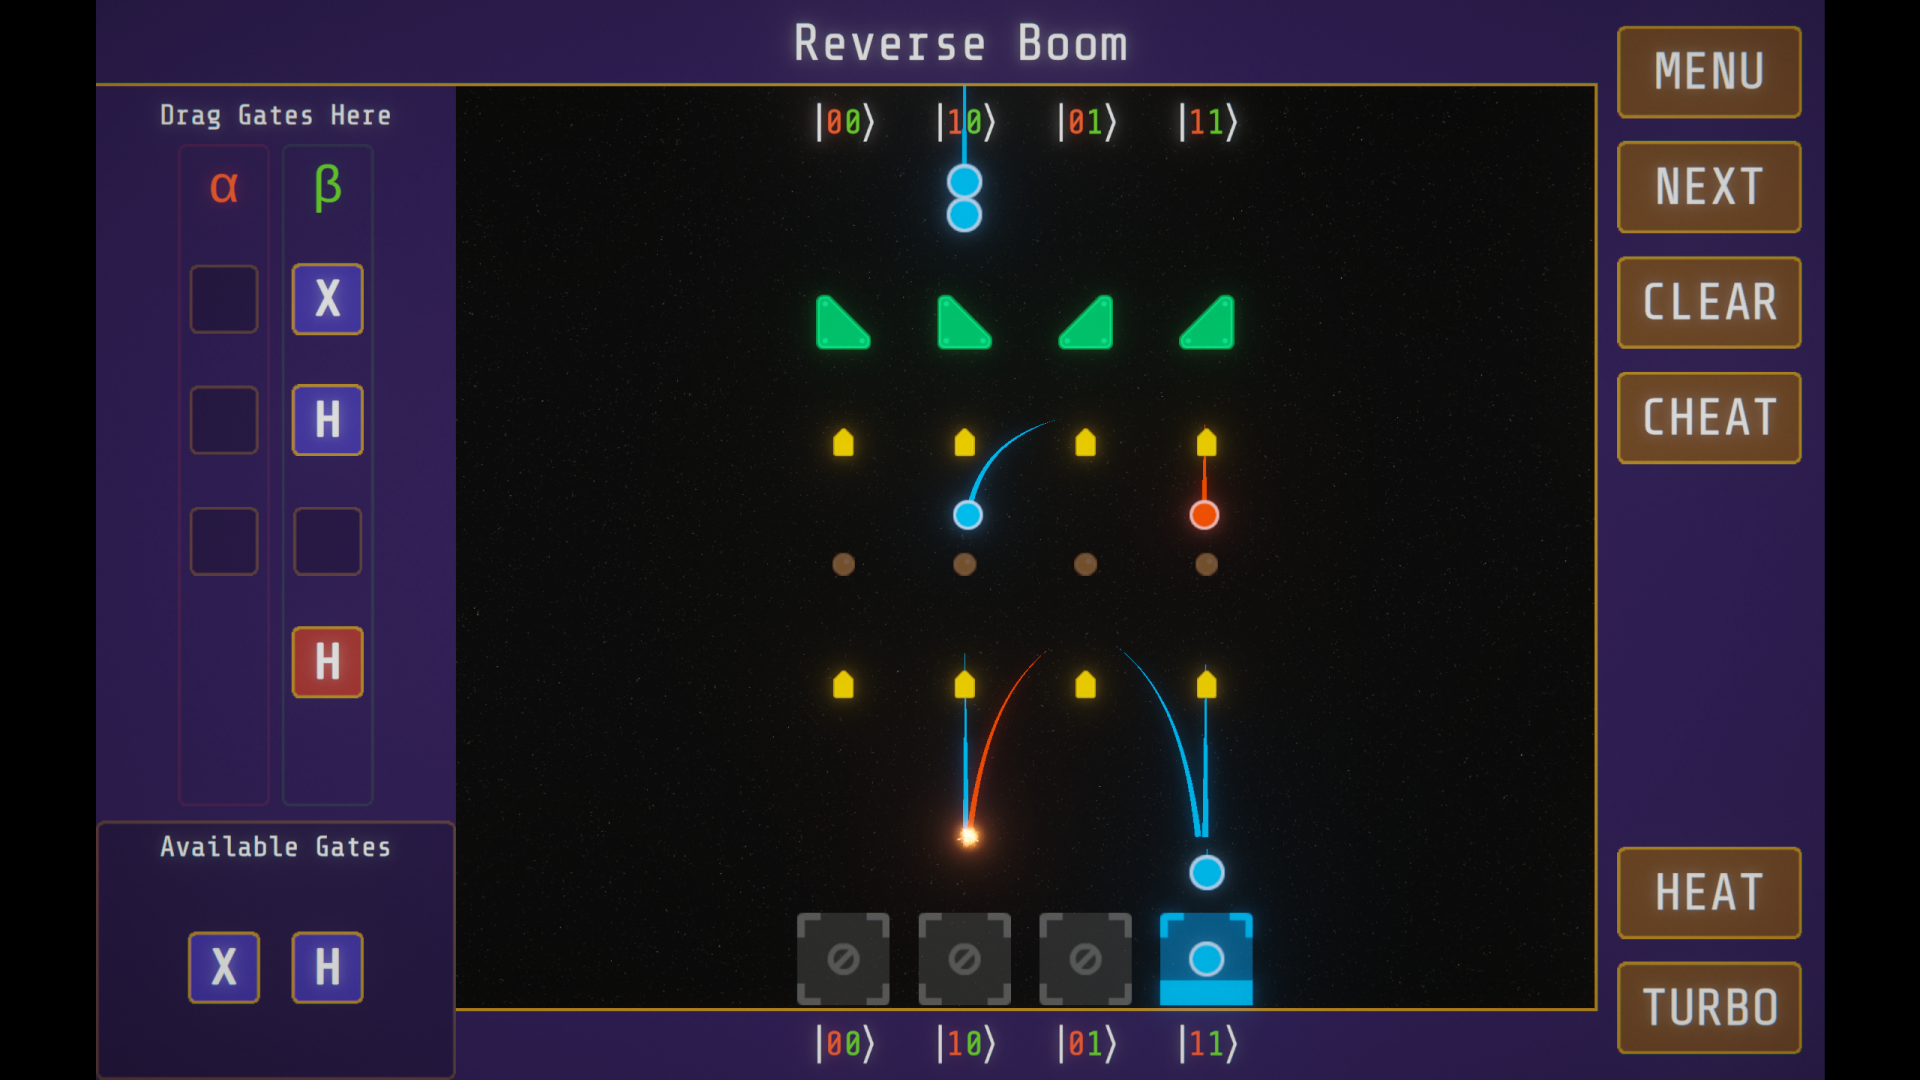 Reverse Boom
MENU
NEXT
CLEAR
CHEAT
HEAT
TURBO
Drag Gates Here
α β
X
H
H
Available Gates
X H
|00⟩ |10⟩ |01⟩ |11⟩
|00⟩ |10⟩ |01⟩ |11⟩